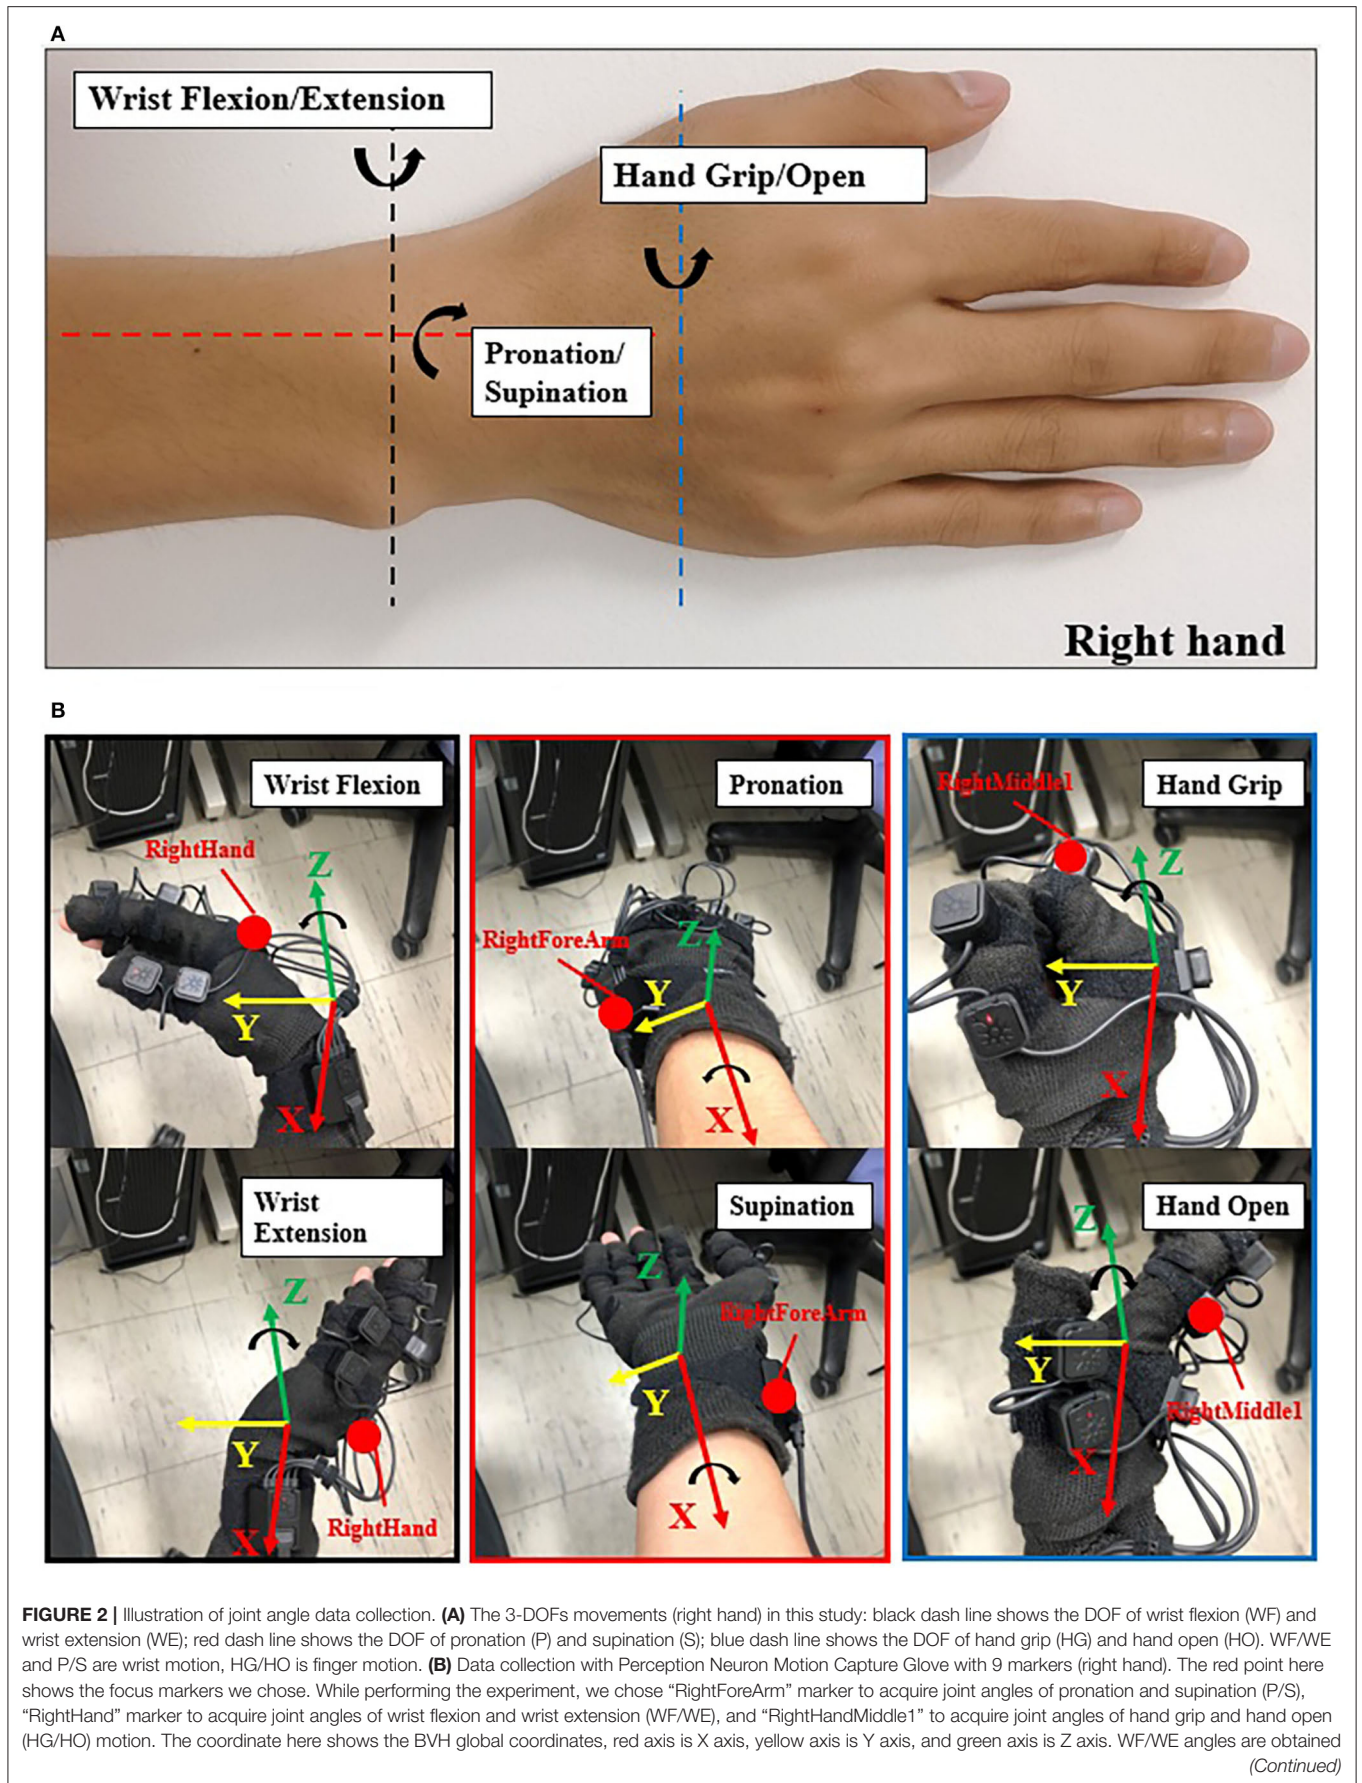 A
Wrist Flexion/Extension
Hand Grip/Open
Pronation/
Supination
Right hand
B
Wrist Flexion
RightHand
Z
Y
X
Pronation
RightForeArm
Z
Y
X
RightMiddle1
Hand Grip
Z
Y
X
Wrist
Extension
Z
Y
X
RightHand
Supination
Z
RightForeArm
Y
X
Hand Open
Z
Y
RightMiddle1
X
FIGURE 2 | Illustration of joint angle data collection. (A) The 3-DOFs movements (right hand) in this study: black dash line shows the DOF of wrist flexion (WF) and
wrist extension (WE); red dash line shows the DOF of pronation (P) and supination (S); blue dash line shows the DOF of hand grip (HG) and hand open (HO). WF/WE
and P/S are wrist motion, HG/HO is finger motion. (B) Data collection with Perception Neuron Motion Capture Glove with 9 markers (right hand). The red point here
shows the focus markers we chose. While performing the experiment, we chose “RightForeArm” marker to acquire joint angles of pronation and supination (P/S),
“RightHand” marker to acquire joint angles of wrist flexion and wrist extension (WF/WE), and “RightHandMiddle1” to acquire joint angles of hand grip and hand open
(HG/HO) motion. The coordinate here shows the BVH global coordinates, red axis is X axis, yellow axis is Y axis, and green axis is Z axis. WF/WE angles are obtained
(Continued)